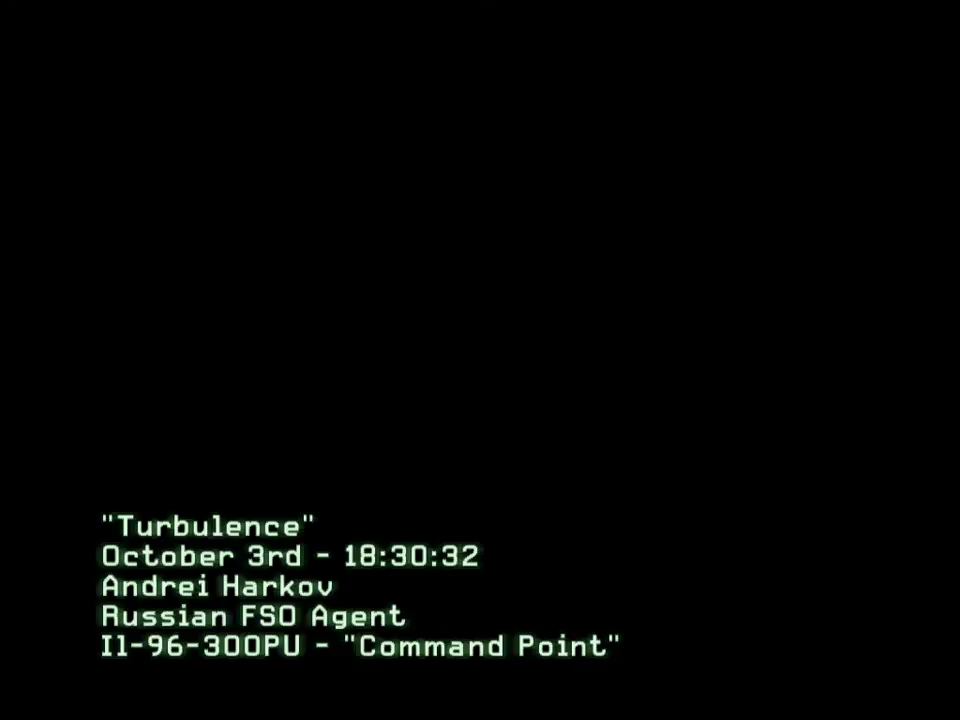 "Turbulence"
October 3rd - 18:30:32
Andrei Harkov
Russian FSO Agent
Il-96-300PU - "Command Point"